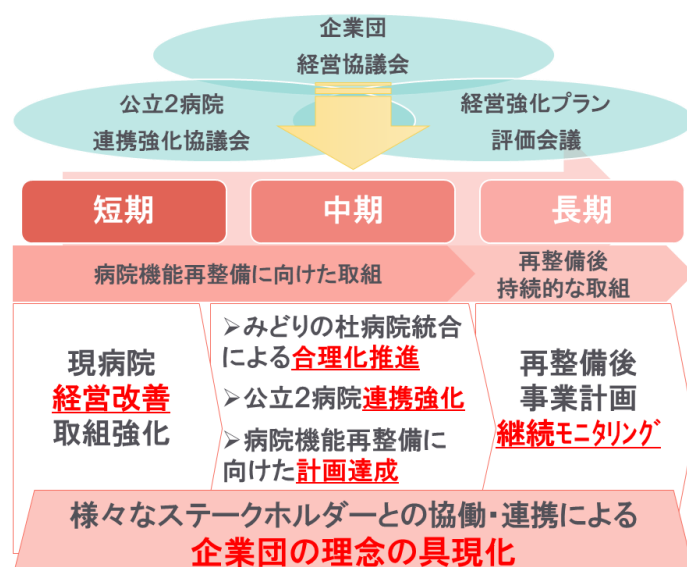 企業団
経営協議会
公立2病院
連携強化協議会
経営強化プラン
評価会議
短期
中期
長期
病院機能再整備に向けた取組
再整備後
持続的な取組
現病院
経営改善
取組強化
➢みどりの杜病院統合
による合理化推進
➢公立2病院連携強化
➢病院機能再整備に
向けた計画達成
再整備後
事業計画
継続ﾓﾆﾀﾘﾝｸﾞ
様々なステークホルダーとの協働・連携による
企業団の理念の具現化